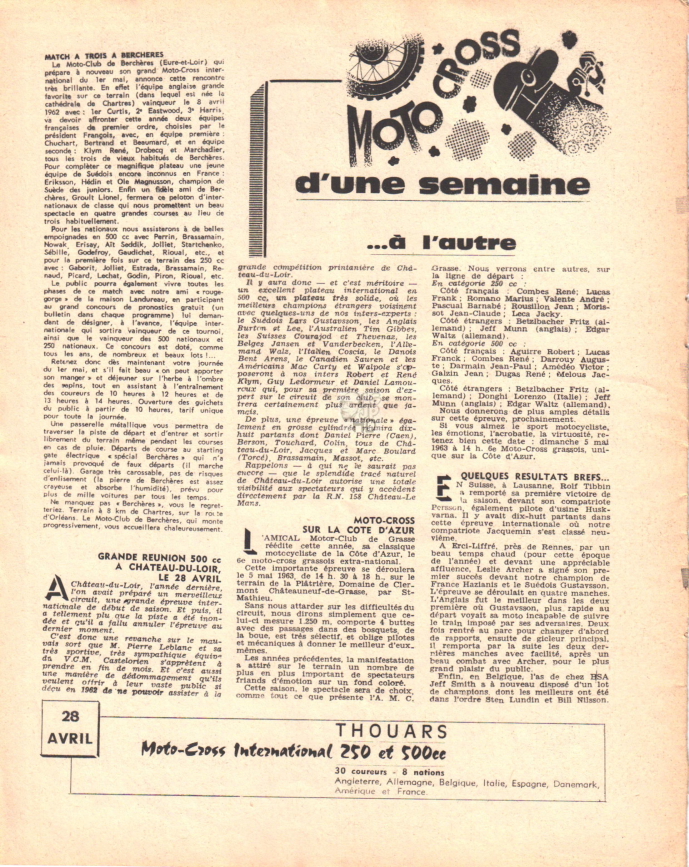 MATCH A TROIS A BERCHERES
Le Moto-Club de Berchères (Eure-et-Loir) qui
prépare à nouveau son grand Moto-Cross inter-
national du 1er mai, annonce cette rencontre
très brillante. En effet l'équipe anglaise grande
favorite sur ce terrain (dans lequel est née la
cathédrale de Chartres) vainqueur le 8 avril
1962 avec : 1er Curtis, 2e Eastwood, 3e Harris,
va devoir affronter cette année deux équipes
françaises de premier ordre, choisies par le
président François, avec, en équipe première :
Chuchart, Bertrand et Beaumard, et en équipe
seconde : Klym René, Drobecq et Marchadier,
tous les trois de vieux habitués de Berchères.
Pour compléter ce magnifique plateau une jeune
équipe de Suédois encore inconnus en France :
Eriksson, Hédin et Ola Magnusson, champion de
Suède des juniors. Enfin un fidèle ami de Ber-
chères, Groult Lionel, fermera ce peloton d'inter-
nationaux de classe qui nous promettent un beau
spectacle en quatre grandes courses au lieu de
trois habituellement.
Pour les nationaux nous assisterons à de belles
empoignades en 500 cc avec Perrin, Brassamain,
Nowak, Erisay, Aït Seddik, Jolliet, Startchenko,
Sébille, Godefroy, Gaudichet, Rioual, etc., et
pour la première fois sur ce terrain des 250 cc
avec : Gaborit, Jolliet, Estrada, Brassamain, Re-
naud, Picard, Lechat, Godin, Piron, Rioual, etc.
Le public pourra également vivre toutes les
phases de ce match avec notre ami « rouge-
gorge » de la maison Landureau, en participant
au grand concours de pronostics gratuit (un
bulletin dans chaque programme) lui deman-
dant de désigner, à l'avance, l'équipe inter-
nationale qui sortira vainqueur de ce tournoi,
ainsi que le vainqueur des 500 nationaux et
250 nationaux. Ce concours est doté, comme
tous les ans, de nombreux et beaux lots !...
Retenez donc dès maintenant votre journée
du 1er mai, et s'il fait beau « on peut apporter
son manger » et déjeuner sur l'herbe à l'ombre
des sapins, tout en assistant à l'entraînement
des coureurs de 10 heures à 12 heures et de
13 heures à 14 heures. Ouverture des guichets
du public à partir de 10 heures, tarif unique
pour toute la journée.
Une passerelle métallique vous permettra de
traverser la piste au départ et d'entrer et sortir
librement du terrain même pendant les courses
en cas de pluie. Départs de course au starting
gate électrique « spécial Berchères » qui n'a
jamais provoqué de faux départs (il marche
celui-là). Garage très carrossable, pas de risques
d'enlisement (la pierre de Berchères est assez
crayeuse et absorbe l'humidité), prévu pour
plus de mille voitures par tous les temps.
Ne manquez pas « Berchères », vous le regret-
teriez. Terrain à 8 km de Chartres, sur la route
d'Orléans. Le Moto-Club de Berchères, qui monte
progressivement, vous accueillera chaleureusement.
GRANDE REUNION 500 cc
A CHATEAU-DU-LOIR,
LE 28 AVRIL
A Château-du-Loir, l'année dernière,
l'on avait préparé un merveilleux
circuit, une grande épreuve inter-
nationale de début de saison. Et puis, il
a tellement plu que la piste a été inon-
dée et qu'il a fallu annuler l'épreuve au
dernier moment.
C'est donc une revanche sur le mau-
vais sort que M. Pierre Leblanc et sa
très sportive, très sympathique équipe
du V.C.M. Castelorien s'apprêtent à
prendre en fin de mois. Et c'est aussi
une manière de dédommagement qu'ils
veulent offrir à leur vaste public si
déçu en 1962 de ne pouvoir assister à la
MOTO CROSS
d'une semaine
...à l'autre
grande compétition printanière de Châ-
teau-du-Loir.
Il y aura donc — et c'est méritoire —
un excellent plateau international en
500 cc, un plateau très solide, où les
meilleurs champions étrangers voisinent
avec quelques-uns de nos inters-experts :
le Suédois Lars Gustavsson, les Anglais
Burton et Lee, l'Australien Tim Gibbes,
les Suisses Courajod et Thevenaz, les
Belges Jansen et Vanderbecken, l'Alle-
mand Walz, l'Italien Coscia, le Danois
Bent Arens, le Canadien Sauren et les
Américains Mac Carty et Walpole s'op-
poseront à nos inters Robert et René
Klym, Guy Ledormeur et Daniel Lamou-
reux qui, pour sa première saison d'ex-
pert sur le circuit de son public se mon-
trera certainement plus ardent que ja-
mais.
De plus, une épreuve nationale également
en grosse cylindrée réunira dix-
huit partants dont Daniel Pierre (Caen),
Berson, Touchard, Colin, tous de Châ-
teau-du-Loir, Jacques et Marc Boulard
(Torcé), Brassamain, Massot, etc.
Rappelons — à qui ne le saurait pas
encore — que le splendide tracé naturel
de Château-du-Loir autorise une totale
visibilité aux spectateurs qui y accèdent
directement par la R.N. 158 Château-Le
Mans.
MOTO-CROSS
SUR LA COTE D'AZUR
L'AMICAL Motor-Club de Grasse
réédite cette année, sa classique
motocycliste de la Côte d'Azur, le
6e moto-cross grassois extra-national.
Cette importante épreuve se déroulera
le 5 mai 1963, de 14 h. 30 à 18 h., sur le
terrain de la Plâtrière, Domaine de Cler-
mont Châteauneuf-de-Grasse, par St-
Mathieu.
Sans nous attarder sur les difficultés du
circuit, nous dirons simplement que ce-
lui-ci mesure 1.250 m, comporte 4 buttes
avec des passages dans des bosquets, de
la boue, est très sélectif, et oblige pilotes
et mécaniques à donner le meilleur d'eux-
mêmes.
Les années précédentes, la manifestation
a attiré sur le terrain un nombre de
plus en plus important de spectateurs
friands d'émotion sur un fond coloré.
Cette saison, le spectacle sera de choix,
comme tout ce que présente l'A. M. C.
Grasse. Nous verrons entre autres, sur
la ligne de départ :
En catégorie 250 cc :
Côté français : Combes René; Lucas
Frank ; Romano Marius ; Valente André ;
Pascual Barnabé ; Rousillon Jean ; Moris-
sot Jean-Claude ; Leca Jacky.
Côté étrangers : Betzlbacher Fritz (al-
lemand) ; Jeff Munn (anglais) ; Edgar
Waltz (allemand).
En catégorie 500 cc :
Côté français : Aguirre Robert ; Lucas
Franck ; Combes René ; Darrouy Augus-
te ; Darmain Jean-Paul ; Amédéo Victor ;
Galzin Jean ; Dugas René ; Géloux Jac-
ques.
Côté étrangers : Betzlbacher Fritz (al-
lemand) ; Donghi Lorenzo (Italie) ; Jeff
Munn (anglais) ; Edgar Waltz (allemand).
Nous donnerons de plus amples détails
sur cette épreuve, prochainement.
Si vous aimez le sport motocycliste,
les émotions, l'acrobatie, la virtuosité, re-
tenez bien cette date : dimanche 5 mai
1963 à 14 h. 30. 6e Moto-Cross grassois, uni-
que sur la Côte d'Azur.
QUELQUES RESULTATS BREFS...
EN Suisse, à Lausanne, Rolf Tibbin
a remporté sa première victoire de
la saison, devant son compatriote
Persson, également pilote d'usine Husk-
varna. Il y avait dix-huit partants dans
cette épreuve internationale où notre
compatriote Jacquemin s'est classé neu-
vième.
A Erci-Liffré, près de Rennes, par un
beau temps chaud (pour cette époque
de l'année) et devant une appréciable
affluence, Leslie Archer a signé son pre-
mier succès devant notre champion de
France Hazianis et le Suédois Gustavsson.
L'épreuve se déroulait en quatre manches.
L'Anglais fut le meilleur dans les deux
première où Gustavsson, plus rapide au
départ voyait sa moto incapable de suivre
le train imposé par ses adversaires. Deux
fois rentré au parc pour changer d'abord
de rapports, ensuite de gicleur principal,
il remporta par la suite les deux der-
nières manches avec facilité, après un
beau combat avec Archer, pour le plus
grand plaisir du public.
Enfin, en Belgique, l'as de chez BSA
Jeff Smith a à nouveau disposé d'un lot
de champions, dont les meilleurs ont été
dans l'ordre Sten Lundin et Bill Nilsson.
28
AVRIL
THOUARS
Moto-Cross International 250 et 500cc
30 coureurs - 8 nations
Angleterre, Allemagne, Belgique, Italie, Espagne, Danemark,
Amérique et France.